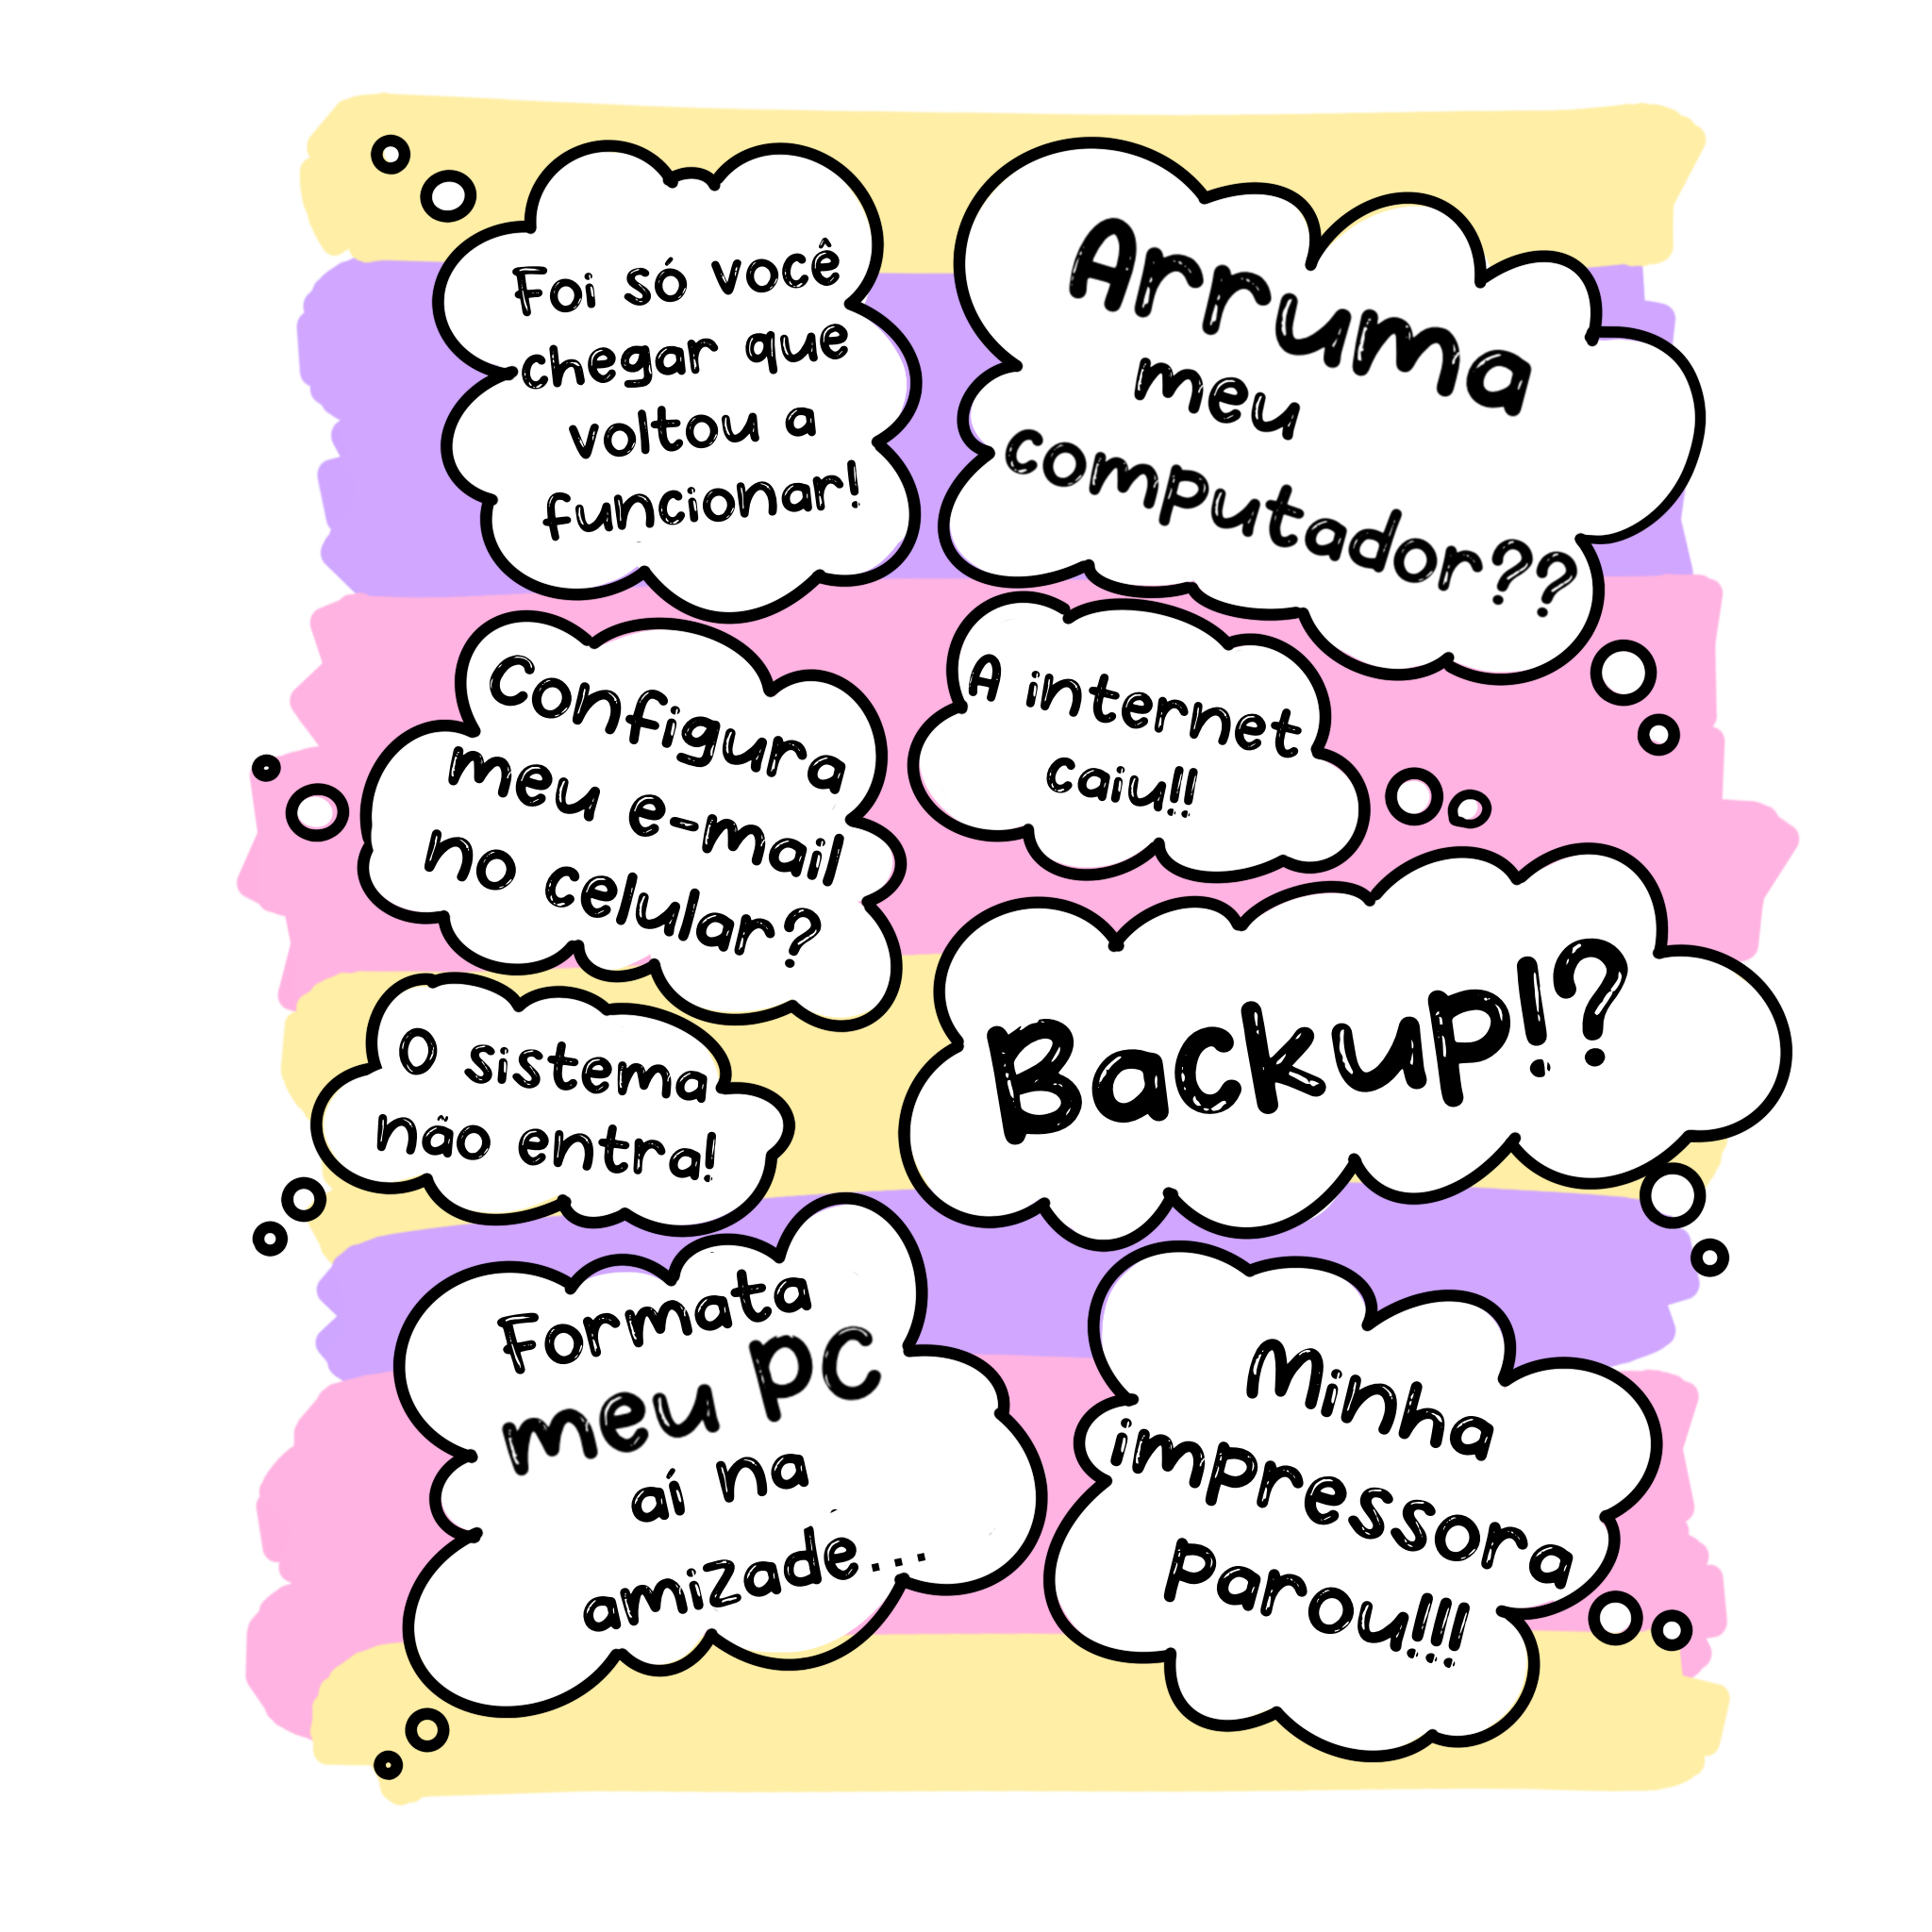 Foi só você
chegar que
voltou a
funcionar!
Arruma
meu
computador??
Configura
meu e-mail
no celular?
A internet
caiu!!
O sistema
não entra!
Backup!?
Formata
meu PC
aí na
amizade...
Minha
impressora
parou!!!